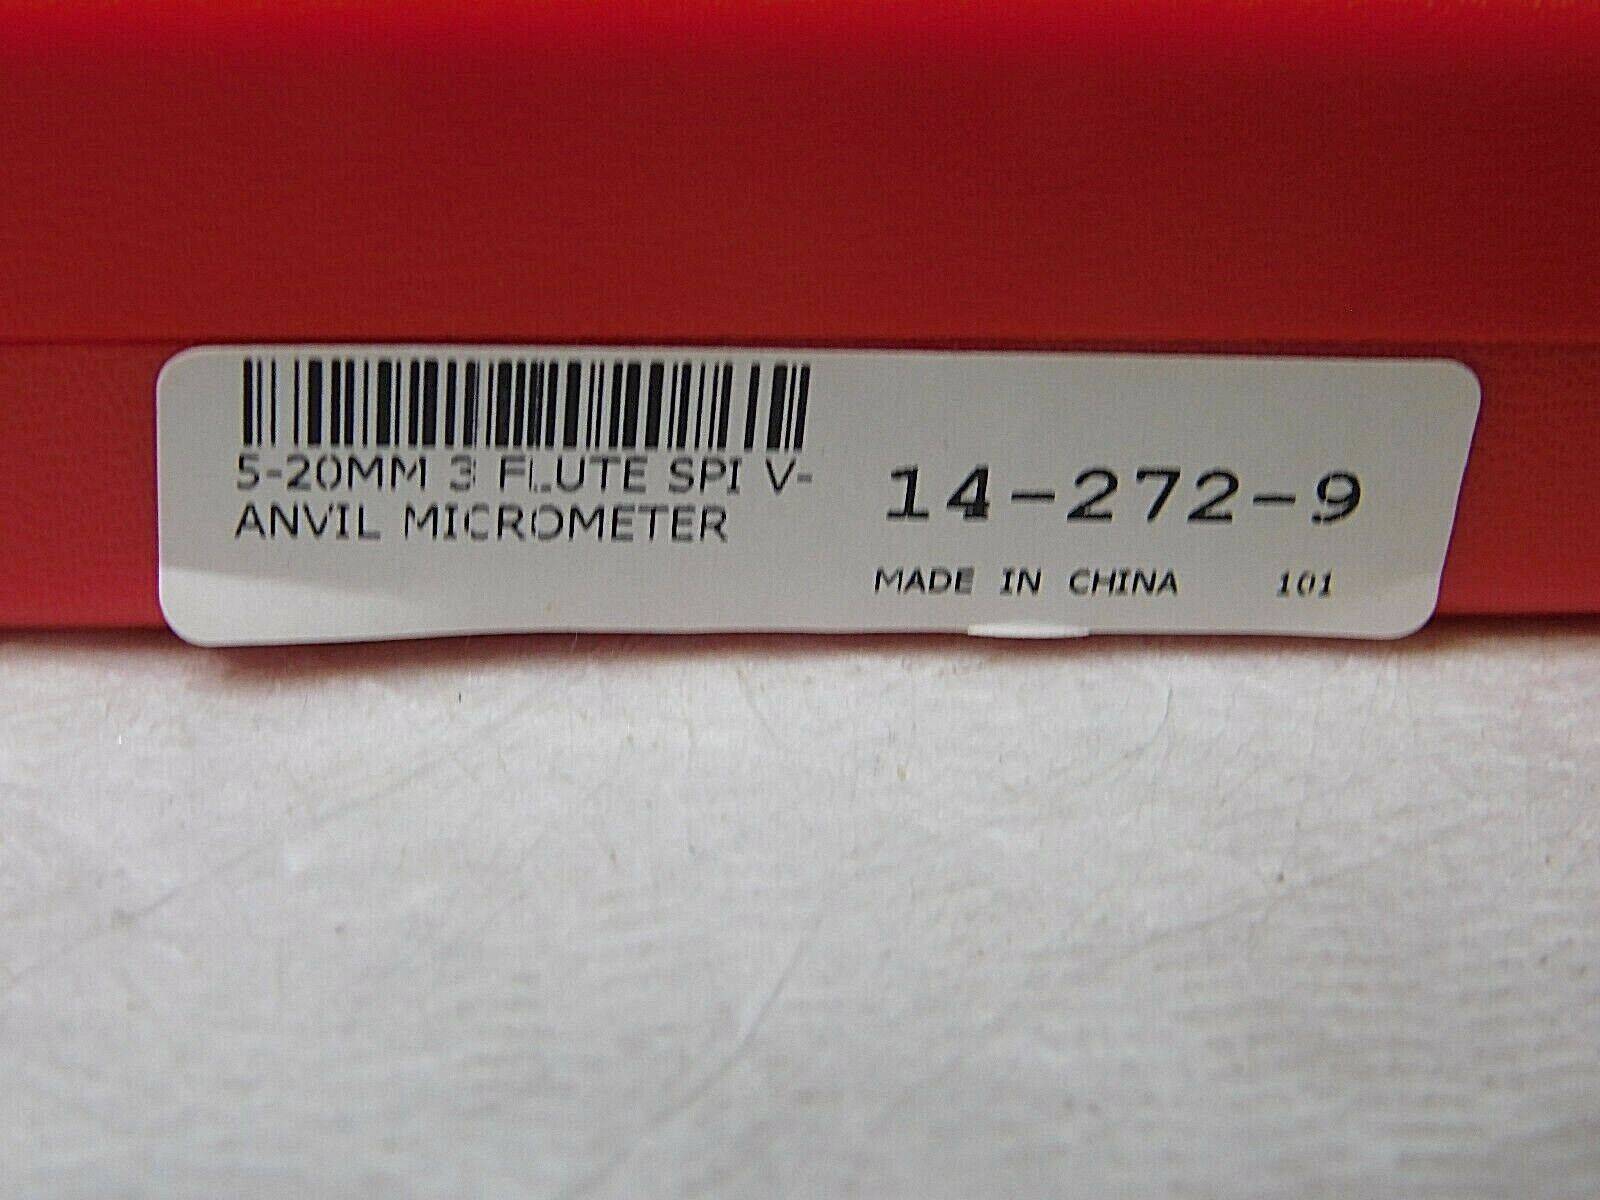 5-20MM 3 FLUTE SPI V-
ANVIL MICROMETER
14-272-9
MADE IN CHINA 101